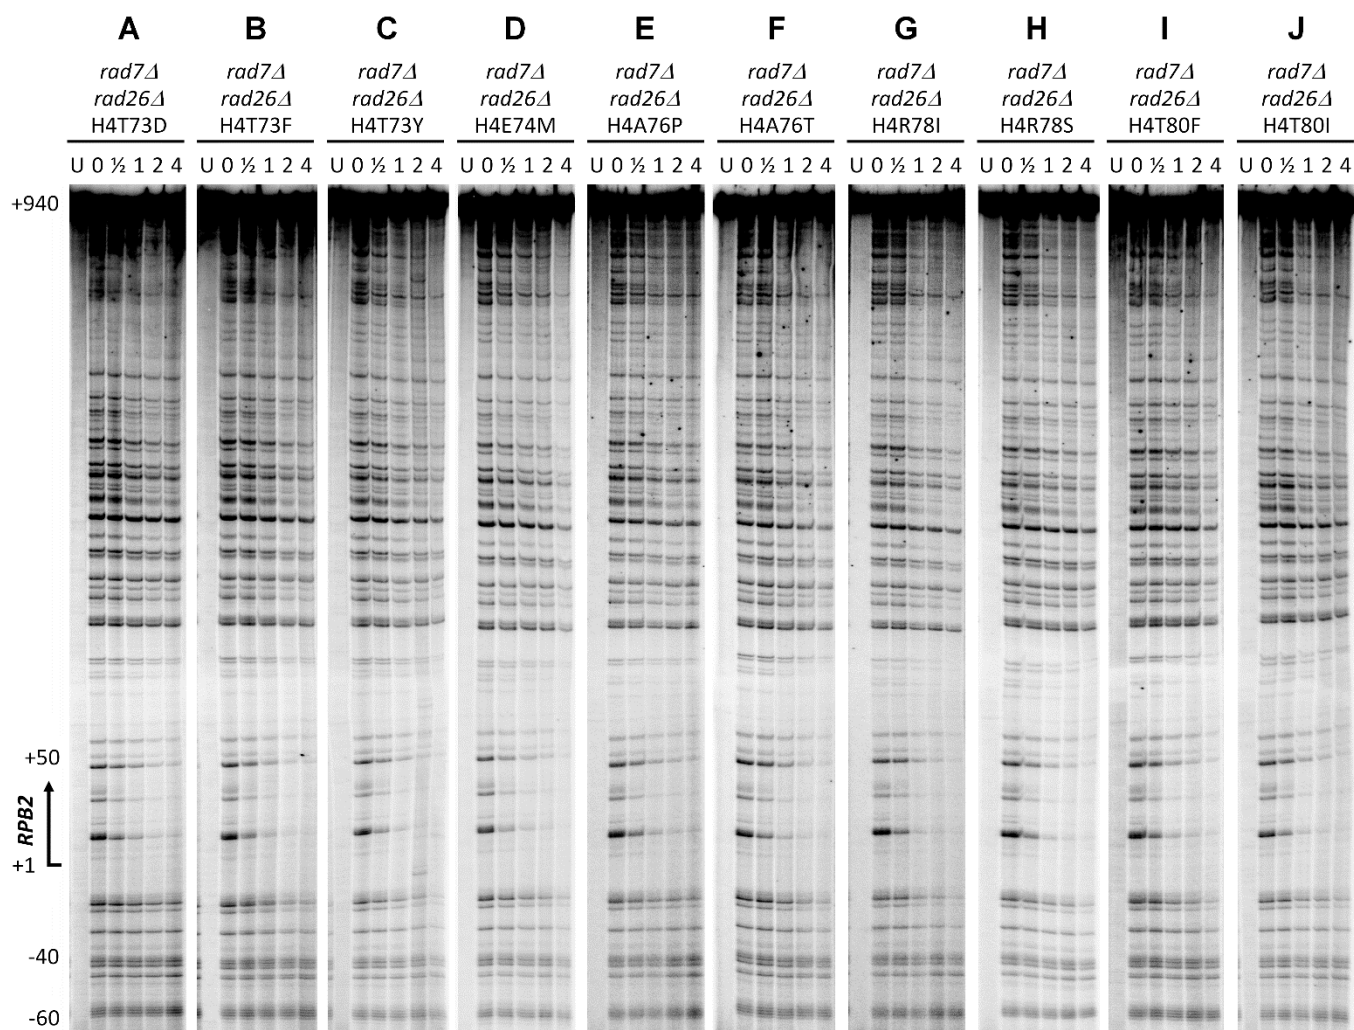 A B C D E F G H I J
rad7Δ rad7Δ rad7Δ rad7Δ rad7Δ rad7Δ rad7Δ rad7Δ rad7Δ rad7Δ
rad26Δ rad26Δ rad26Δ rad26Δ rad26Δ rad26Δ rad26Δ rad26Δ rad26Δ rad26Δ
H4T73D H4T73F H4T73Y H4E74M H4A76P H4A76T H4R78I H4R78S H4T80F H4T80I
U 0 ½ 1 2 4 U 0 ½ 1 2 4 U 0 ½ 1 2 4 U 0 ½ 1 2 4 U 0 ½ 1 2 4 U 0 ½ 1 2 4 U 0 ½ 1 2 4 U 0 ½ 1 2 4 U 0 ½ 1 2 4 U 0 ½ 1 2 4
+940
+50
RPB2
+1
-40
-60